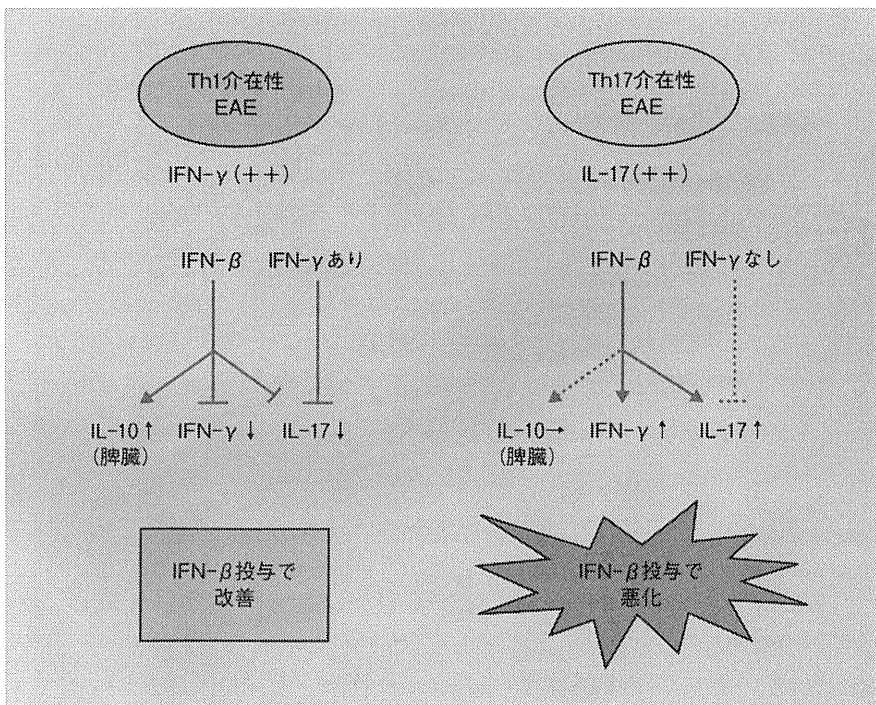 Th1介在性
EAE
IFN-γ(++)
IFN-β IFN-γあり
IL-10↑ IFN-γ↓ IL-17↓
(脾臓)
IFN-β投与で
改善
Th17介在性
EAE
IL-17(++)
IFN-β IFN-γなし
IL-10→ IFN-γ↑ IL-17↑
(脾臓)
IFN-β投与で
悪化